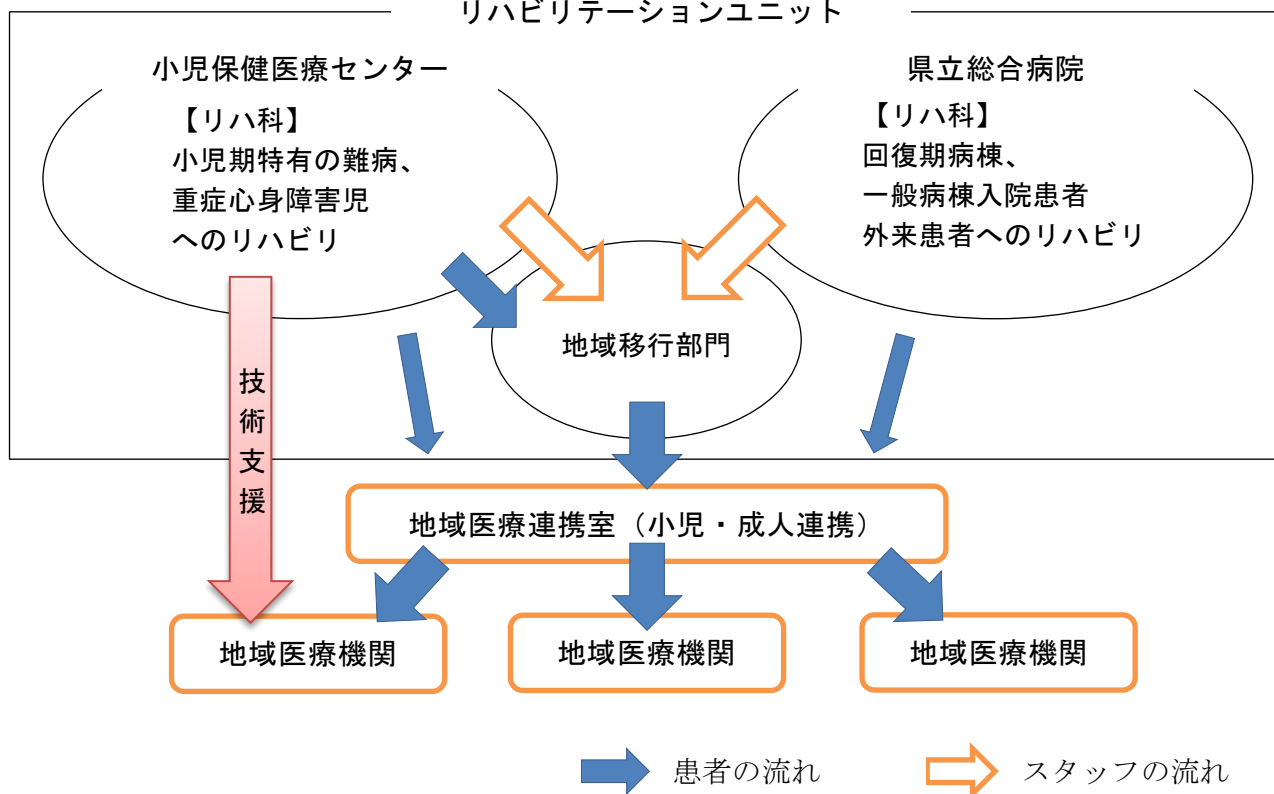 リハビリテーションユニット
小児保健医療センター
【リハ科】
小児期特有の難病、
重症心身障害児
へのリハビリ
県立総合病院
【リハ科】
回復期病棟、
一般病棟入院患者
外来患者へのリハビリ
地域移行部門
技術支援
地域医療連携室（小児・成人連携）
地域医療機関
地域医療機関
地域医療機関
患者の流れ
スタッフの流れ